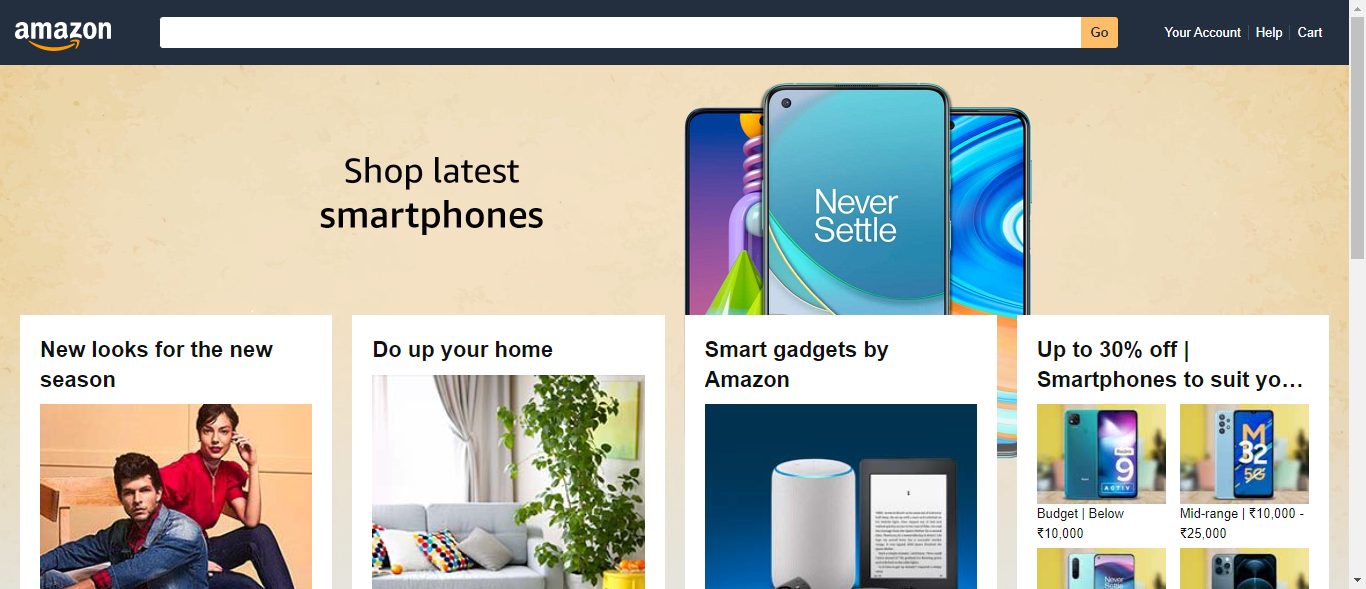 amazon
Go
Your Account
Help
Cart
Shop latest
smartphones
Never
Settle
New looks for the new
season
Do up your home
Smart gadgets by
Amazon
Up to 30% off |
Smartphones to suit yo…
Redmi
9
ACTIV
M
32
5G
Budget | Below
₹10,000
Mid-range | ₹10,000 -
₹25,000
Never